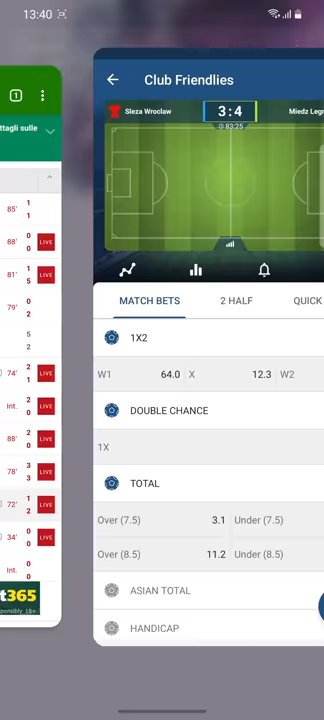 13:40
1
ttagli sulle
85'
1
1
88'
0
0
LIVE
81'
1
5
LIVE
79'
0
2
5
2
74'
2
1
LIVE
Int.
2
0
LIVE
88'
2
0
LIVE
78'
3
3
LIVE
72'
1
2
LIVE
34'
0
0
LIVE
Int.
0
0
t365
sponsibly 18+
Club Friendlies
Sleza Wroclaw
3:4
Miedz Legn
83:25
MATCH BETS
2 HALF
QUICK
1X2
W1
64.0
X
12.3
W2
DOUBLE CHANCE
1X
TOTAL
Over (7.5)
3.1
Under (7.5)
Over (8.5)
11.2
Under (8.5)
ASIAN TOTAL
HANDICAP